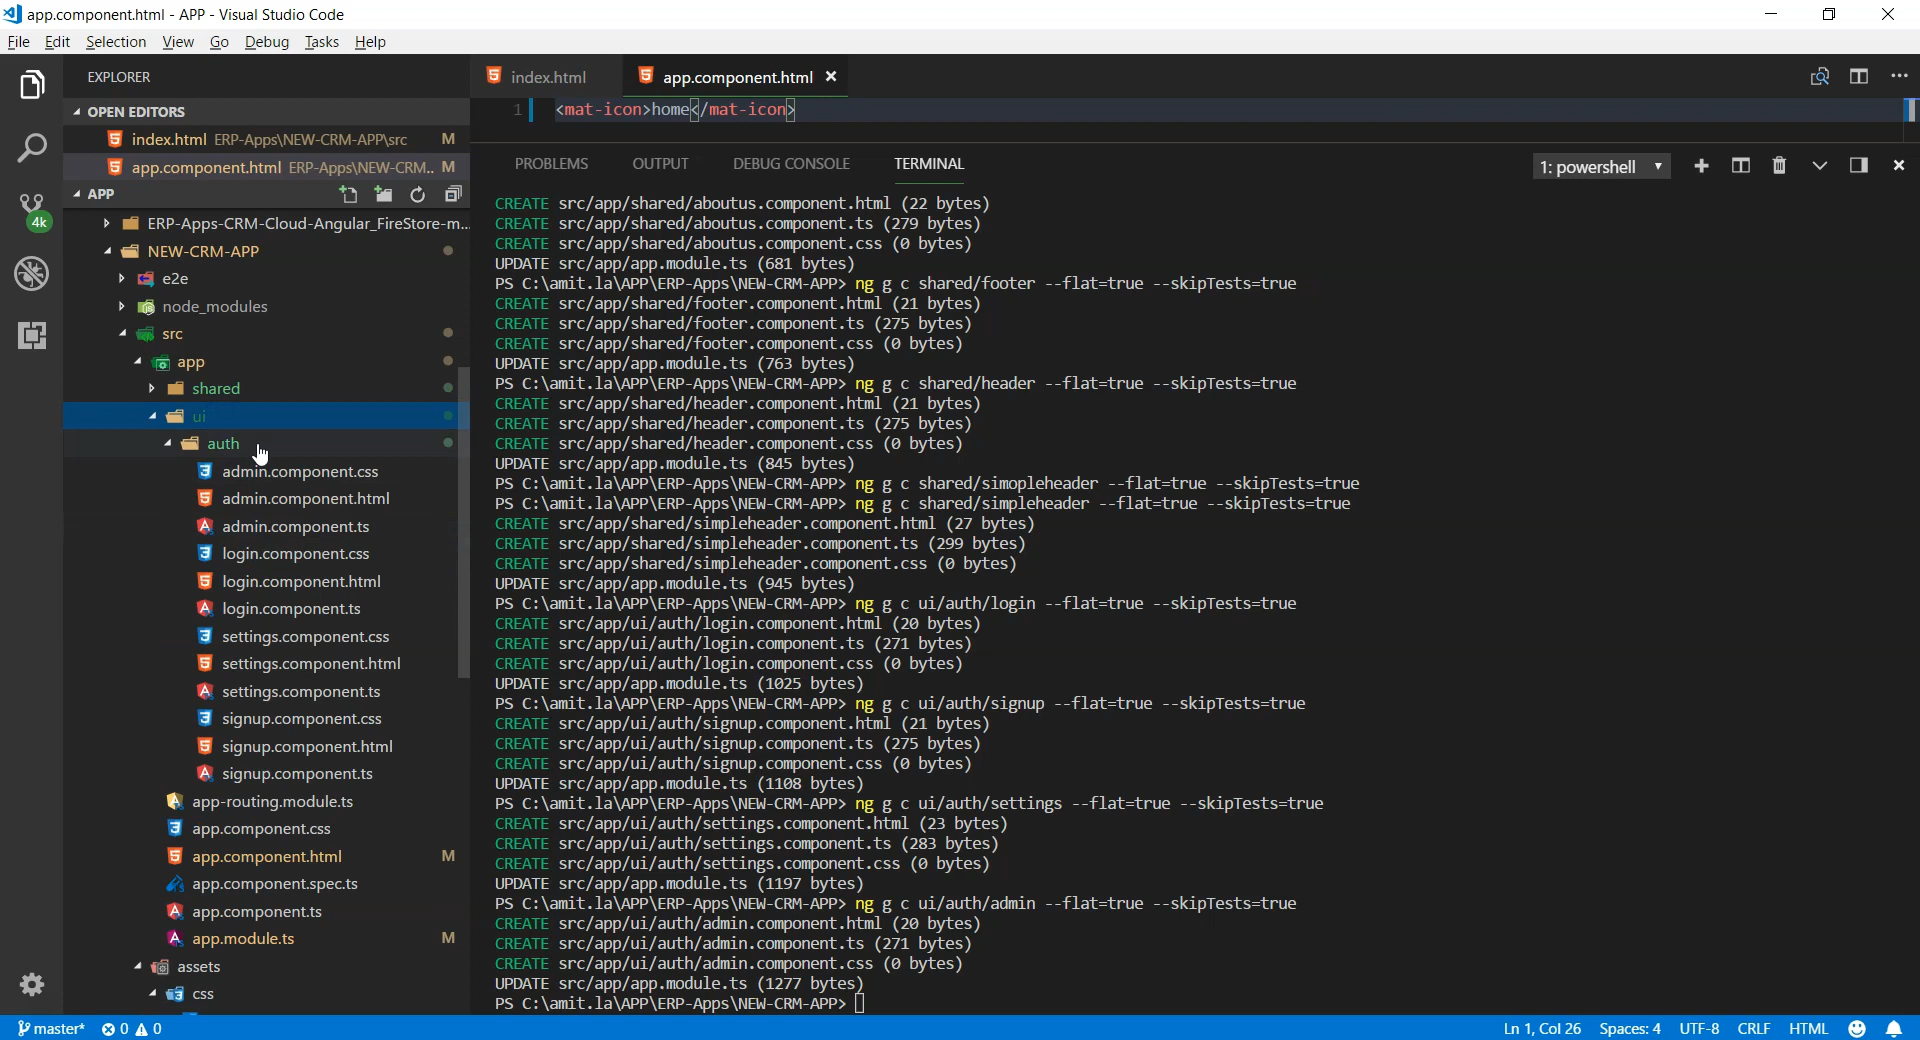 app.component.html - APP - Visual Studio Code
File Edit Selection View Go Debug Tasks Help
EXPLORER
OPEN EDITORS
index.html ERP-Apps\NEW-CRM-APP\src M
app.component.html ERP-Apps\NEW-CRM... M
APP
ERP-Apps-CRM-Cloud-Angular_FireStore-m...
NEW-CRM-APP
e2e
node_modules
src
app
shared
ui
auth
admin.component.css
admin.component.html
admin.component.ts
login.component.css
login.component.html
login.component.ts
settings.component.css
settings.component.html
settings.component.ts
signup.component.css
signup.component.html
signup.component.ts
app-routing.module.ts
app.component.css
app.component.html M
app.component.spec.ts
app.component.ts
app.module.ts M
assets
css
4k
index.html
app.component.html
1 <mat-icon>home</mat-icon>
PROBLEMS OUTPUT DEBUG CONSOLE TERMINAL
1: powershell
CREATE src/app/shared/aboutus.component.html (22 bytes)
CREATE src/app/shared/aboutus.component.ts (279 bytes)
CREATE src/app/shared/aboutus.component.css (0 bytes)
UPDATE src/app/app.module.ts (681 bytes)
PS C:\amit.la\APP\ERP-Apps\NEW-CRM-APP> ng g c shared/footer --flat=true --skipTests=true
CREATE src/app/shared/footer.component.html (21 bytes)
CREATE src/app/shared/footer.component.ts (275 bytes)
CREATE src/app/shared/footer.component.css (0 bytes)
UPDATE src/app/app.module.ts (763 bytes)
PS C:\amit.la\APP\ERP-Apps\NEW-CRM-APP> ng g c shared/header --flat=true --skipTests=true
CREATE src/app/shared/header.component.html (21 bytes)
CREATE src/app/shared/header.component.ts (275 bytes)
CREATE src/app/shared/header.component.css (0 bytes)
UPDATE src/app/app.module.ts (845 bytes)
PS C:\amit.la\APP\ERP-Apps\NEW-CRM-APP> ng g c shared/simopleheader --flat=true --skipTests=true
PS C:\amit.la\APP\ERP-Apps\NEW-CRM-APP> ng g c shared/simpleheader --flat=true --skipTests=true
CREATE src/app/shared/simpleheader.component.html (27 bytes)
CREATE src/app/shared/simpleheader.component.ts (299 bytes)
CREATE src/app/shared/simpleheader.component.css (0 bytes)
UPDATE src/app/app.module.ts (945 bytes)
PS C:\amit.la\APP\ERP-Apps\NEW-CRM-APP> ng g c ui/auth/login --flat=true --skipTests=true
CREATE src/app/ui/auth/login.component.html (20 bytes)
CREATE src/app/ui/auth/login.component.ts (271 bytes)
CREATE src/app/ui/auth/login.component.css (0 bytes)
UPDATE src/app/app.module.ts (1025 bytes)
PS C:\amit.la\APP\ERP-Apps\NEW-CRM-APP> ng g c ui/auth/signup --flat=true --skipTests=true
CREATE src/app/ui/auth/signup.component.html (21 bytes)
CREATE src/app/ui/auth/signup.component.ts (275 bytes)
CREATE src/app/ui/auth/signup.component.css (0 bytes)
UPDATE src/app/app.module.ts (1108 bytes)
PS C:\amit.la\APP\ERP-Apps\NEW-CRM-APP> ng g c ui/auth/settings --flat=true --skipTests=true
CREATE src/app/ui/auth/settings.component.html (23 bytes)
CREATE src/app/ui/auth/settings.component.ts (283 bytes)
CREATE src/app/ui/auth/settings.component.css (0 bytes)
UPDATE src/app/app.module.ts (1197 bytes)
PS C:\amit.la\APP\ERP-Apps\NEW-CRM-APP> ng g c ui/auth/admin --flat=true --skipTests=true
CREATE src/app/ui/auth/admin.component.html (20 bytes)
CREATE src/app/ui/auth/admin.component.ts (271 bytes)
CREATE src/app/ui/auth/admin.component.css (0 bytes)
UPDATE src/app/app.module.ts (1277 bytes)
PS C:\amit.la\APP\ERP-Apps\NEW-CRM-APP>
master* 0 0 Ln 1, Col 26 Spaces: 4 UTF-8 CRLF HTML